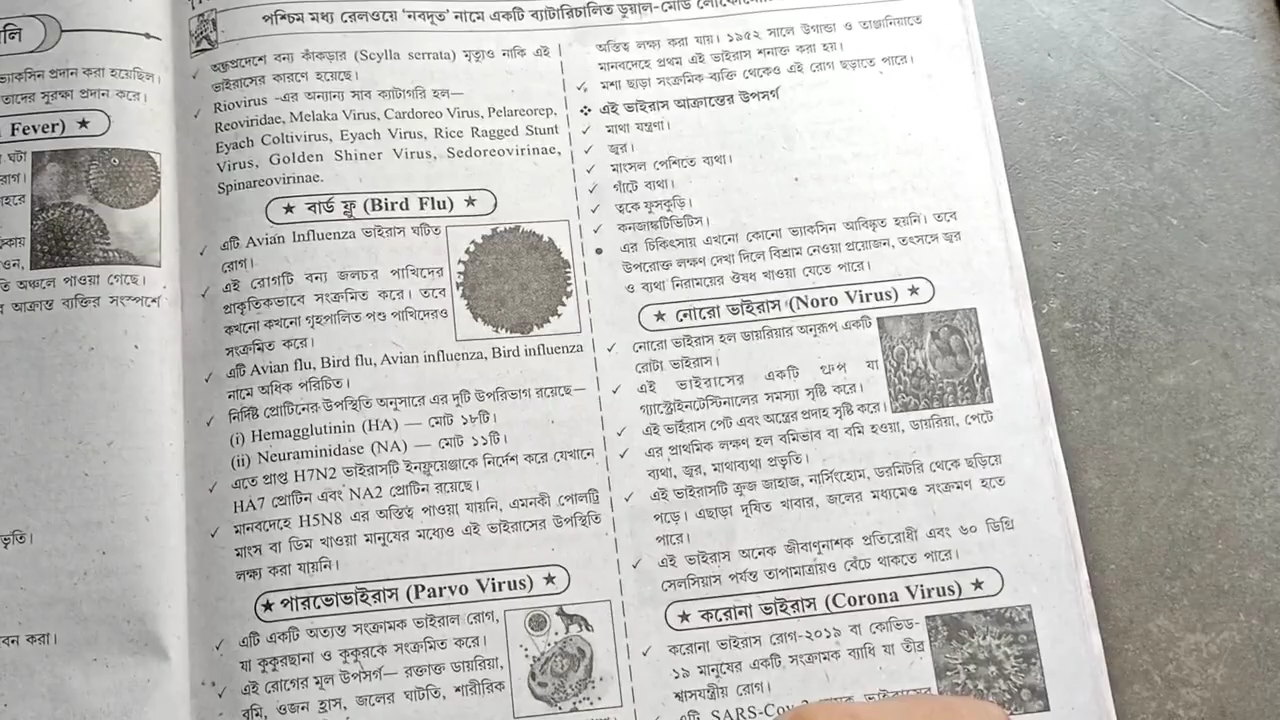 লি
ভ্যাকসিন প্রদান করা হয়েছিল।
তাদের সুরক্ষা প্রদান করে।
Fever) ★
ঘটা
রাগ।
তি অঞ্চলে পাওয়া গেছে।
আক্রান্ত ব্যক্তির সংস্পর্শে
ভৃতি।
বন করা।
পশ্চিম মধ্য রেলওয়ে ‘নবদূত’ নামে একটি ব্যাটারিচালিত ডুয়াল-মোড
✓ অন্ধ্রপ্রদেশে বন্য কাঁকড়ার (Scylla serrata) মৃত্যুও নাকি এই
ভাইরাসের কারণে হয়েছে।
✓ Riovirus -এর অন্যান্য সাব ক্যাটাগরি হল—
Reoviridae, Melaka Virus, Cardoreo Virus, Pelareorep,
Eyach Coltivirus, Eyach Virus, Rice Ragged Stunt
Virus, Golden Shiner Virus, Sedoreovirinae,
Spinareovirinae.
★ বার্ড ফ্লু (Bird Flu) ★
✓ এটি Avian Influenza ভাইরাস ঘটিত
রোগ।
✓ এই রোগটি বন্য জলচর পাখিদের
প্রাকৃতিকভাবে সংক্রমিত করে। তবে
কখনো কখনো গৃহপালিত পশু পাখিদেরও
সংক্রমিত করে।
✓ এটি Avian flu, Bird flu, Avian influenza, Bird influenza
নামে অধিক পরিচিত।
✓ নির্দিষ্ট প্রোটিনের উপস্থিতি অনুসারে এর দুটি উপরিভাগ রয়েছে—
(i) Hemagglutinin (HA) — মোট ১৮টি।
(ii) Neuraminidase (NA) — মোট ১১টি।
✓ এতে প্রাপ্ত H7N2 ভাইরাসটি ইনফ্লুয়েঞ্জাকে নির্দেশ করে যেখানে
HA7 প্রোটিন এবং NA2 প্রোটিন রয়েছে।
✓ মানবদেহে H5N8 এর অস্তিত্ব পাওয়া যায়নি, এমনকী পোলট্রি
মাংস বা ডিম খাওয়া মানুষের মধ্যেও এই ভাইরাসের উপস্থিতি
লক্ষ্য করা যায়নি।
★ পারভোভাইরাস (Parvo Virus) ★
✓ এটি একটি অত্যন্ত সংক্রামক ভাইরাল রোগ,
যা কুকুরছানা ও কুকুরকে সংক্রমিত করে।
✓ এই রোগের মূল উপসর্গ— রক্তাক্ত ডায়রিয়া,
বমি, ওজন হ্রাস, জলের ঘাটতি, শারীরিক
অস্তিত্ব লক্ষ্য করা যায়। ১৯৫২ সালে উগান্ডা ও তাঞ্জানিয়াতে
মানবদেহে প্রথম এই ভাইরাস শনাক্ত করা হয়।
✓ মশা ছাড়া সংক্রমিক ব্যক্তি থেকেও এই রোগ ছড়াতে পারে।
❖ এই ভাইরাস আক্রান্তের উপসর্গ
✓ মাথা যন্ত্রণা।
✓ জ্বর।
✓ মাংসল পেশিতে ব্যথা।
✓ গাঁটে ব্যথা।
✓ ত্বকে ফুসকুড়ি।
✓ কনজাঙ্কটিভিটিস।
● এর চিকিৎসায় এখনো কোনো ভ্যাকসিন আবিষ্কৃত হয়নি। তবে
উপরোক্ত লক্ষণ দেখা দিলে বিশ্রাম নেওয়া প্রয়োজন, তৎসঙ্গে জ্বর
ও ব্যথা নিরাময়ের ঔষধ খাওয়া যেতে পারে।
★ নোরো ভাইরাস (Noro Virus) ★
✓ নোরো ভাইরাস হল ডায়রিয়ার অনুরূপ একটি
রোটা ভাইরাস।
✓ এই ভাইরাসের একটি গ্রুপ যা
গ্যাস্ট্রোইনটেস্টিনালের সমস্যা সৃষ্টি করে।
✓ এই ভাইরাস পেট এবং অন্ত্রের প্রদাহ সৃষ্টি করে।
✓ এর প্রাথমিক লক্ষণ হল বমিভাব বা বমি হওয়া, ডায়রিয়া, পেটে
ব্যথা, জ্বর, মাথাব্যথা প্রভৃতি।
✓ এই ভাইরাসটি ক্রুজ জাহাজ, নার্সিংহোম, ডরমিটরি থেকে ছড়িয়ে
পড়ে। এছাড়া দূষিত খাবার, জলের মাধ্যমেও সংক্রমণ হতে
পারে।
✓ এই ভাইরাস অনেক জীবাণুনাশক প্রতিরোধী এবং ৬০ ডিগ্রি
সেলসিয়াস পর্যন্ত তাপামাত্রায়ও বেঁচে থাকতে পারে।
★ করোনা ভাইরাস (Corona Virus) ★
✓ করোনা ভাইরাস রোগ-২০১৯ বা কোভিড-
১৯ মানুষের একটি সংক্রামক ব্যাধি যা তীব্র
শ্বাসযন্ত্রীয় রোগ।
✓ এটি SARS-Cov